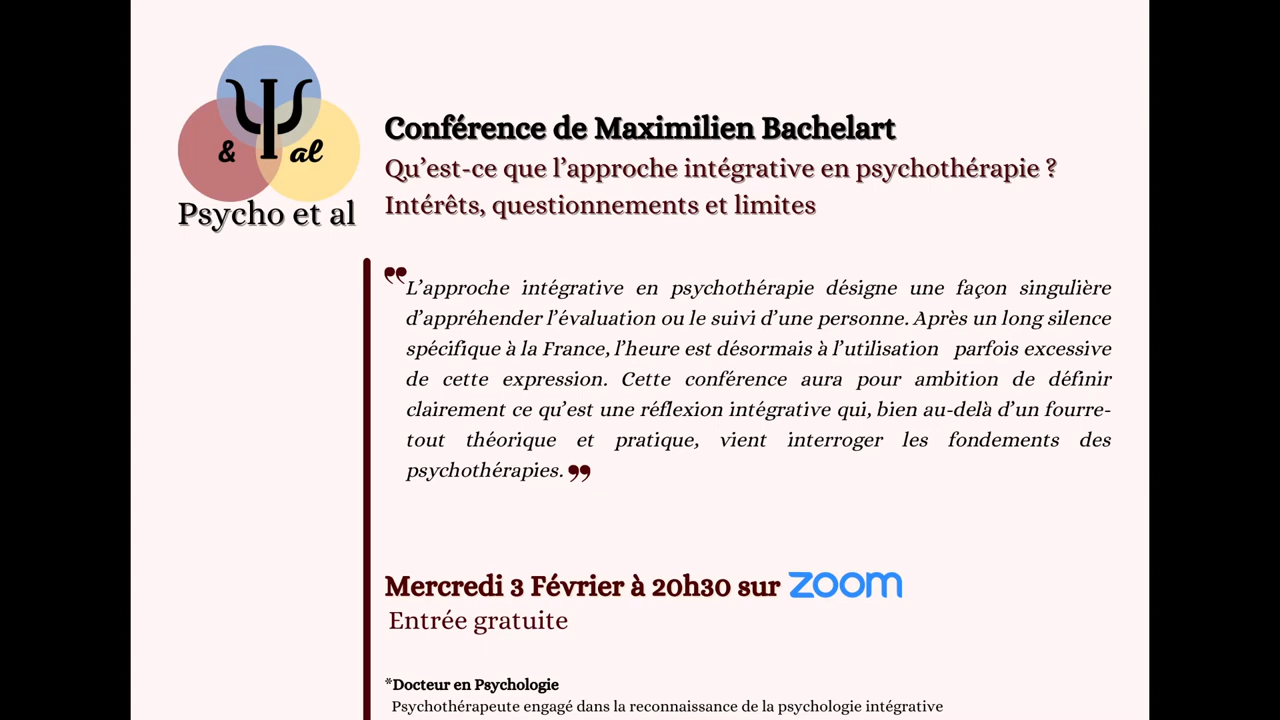 Ψ
& al
Psycho et al
Conférence de Maximilien Bachelart
Qu'est-ce que l'approche intégrative en psychothérapie ?
Intérêts, questionnements et limites
❞L'approche intégrative en psychothérapie désigne une façon singulière
d'appréhender l'évaluation ou le suivi d'une personne. Après un long silence
spécifique à la France, l'heure est désormais à l'utilisation parfois excessive
de cette expression. Cette conférence aura pour ambition de définir
clairement ce qu'est une réflexion intégrative qui, bien au-delà d'un fourre-
tout théorique et pratique, vient interroger les fondements des
psychothérapies.❞
Mercredi 3 Février à 20h30 sur zoom
Entrée gratuite
*Docteur en Psychologie
Psychothérapeute engagé dans la reconnaissance de la psychologie intégrative